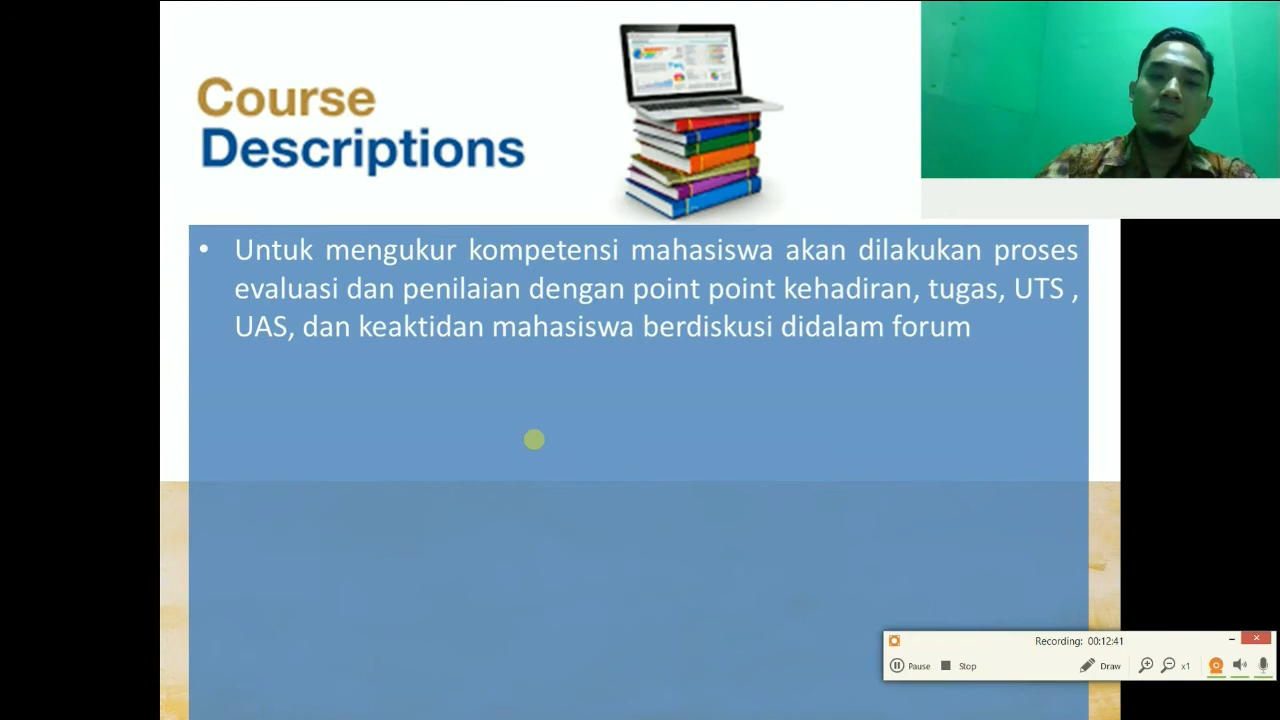 Course
Descriptions
• Untuk mengukur kompetensi mahasiswa akan dilakukan proses
evaluasi dan penilaian dengan point point kehadiran, tugas, UTS ,
UAS, dan keaktidan mahasiswa berdiskusi didalam forum
Recording: 00:12:41
Pause Stop Draw x1